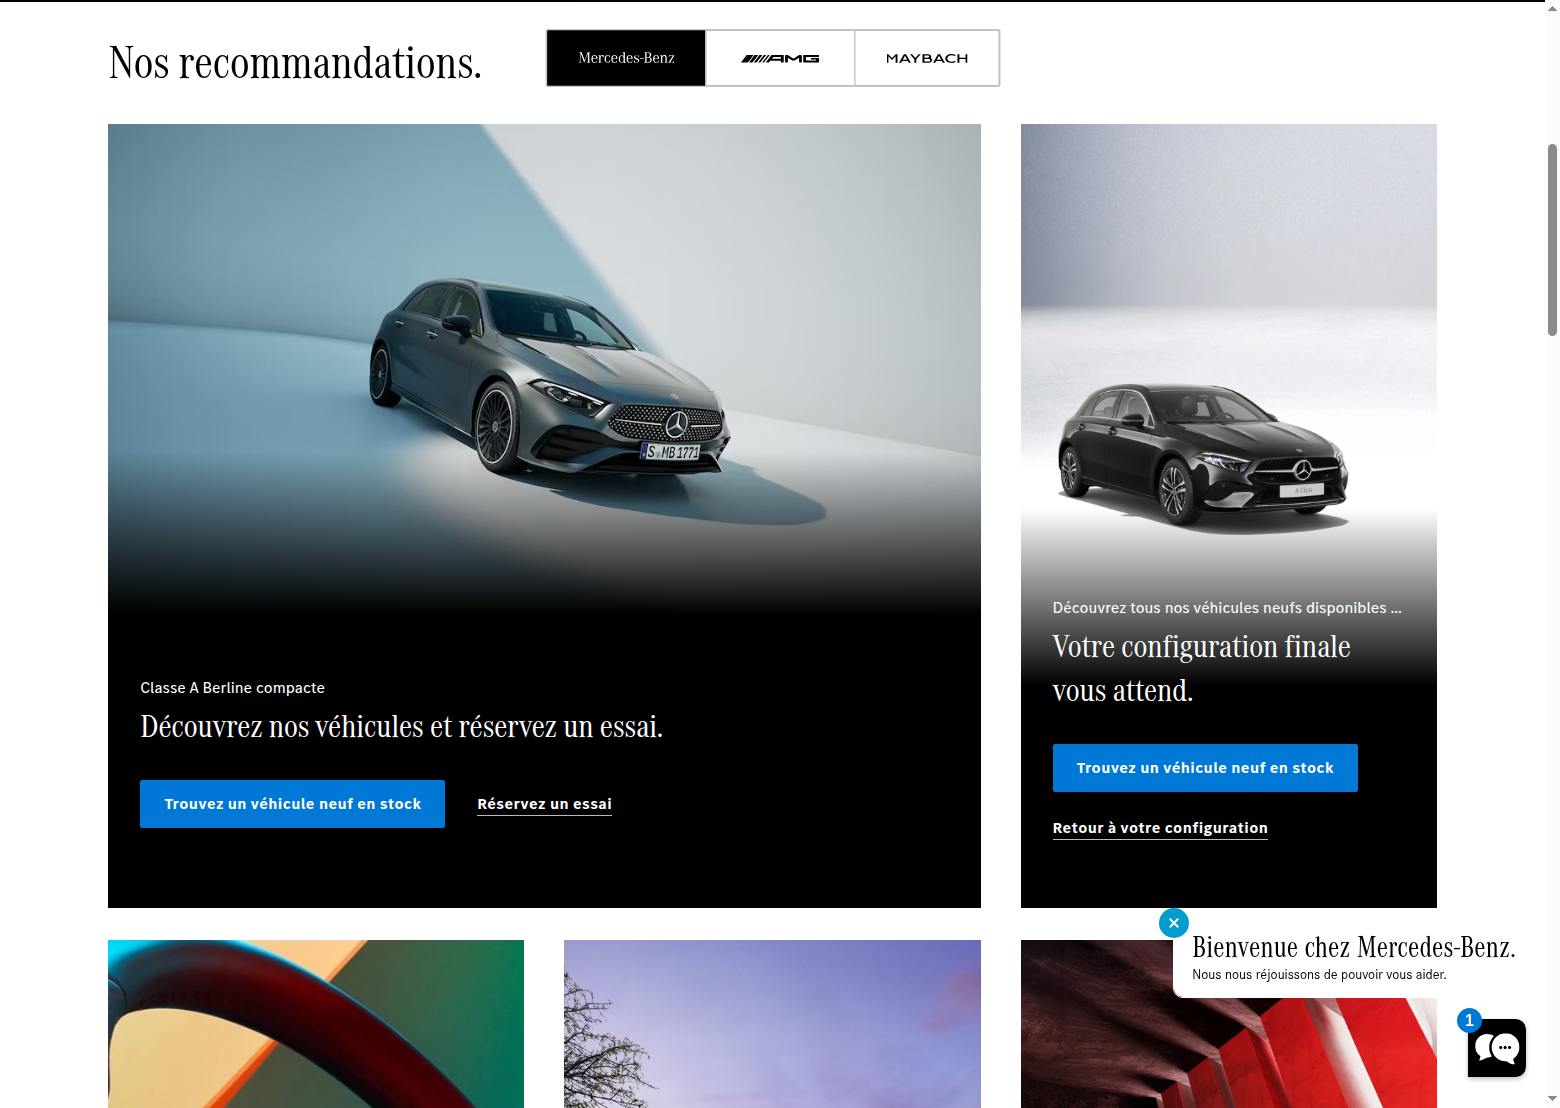 Nos recommandations.
Mercedes-Benz
AMG
MAYBACH
S MB 1771
A-Class
Découvrez tous nos véhicules neufs disponibles ...
Votre configuration finale
vous attend.
Trouvez un véhicule neuf en stock
Retour à votre configuration
Classe A Berline compacte
Découvrez nos véhicules et réservez un essai.
Trouvez un véhicule neuf en stock
Réservez un essai
Bienvenue chez Mercedes-Benz.
Nous nous réjouissons de pouvoir vous aider.
1